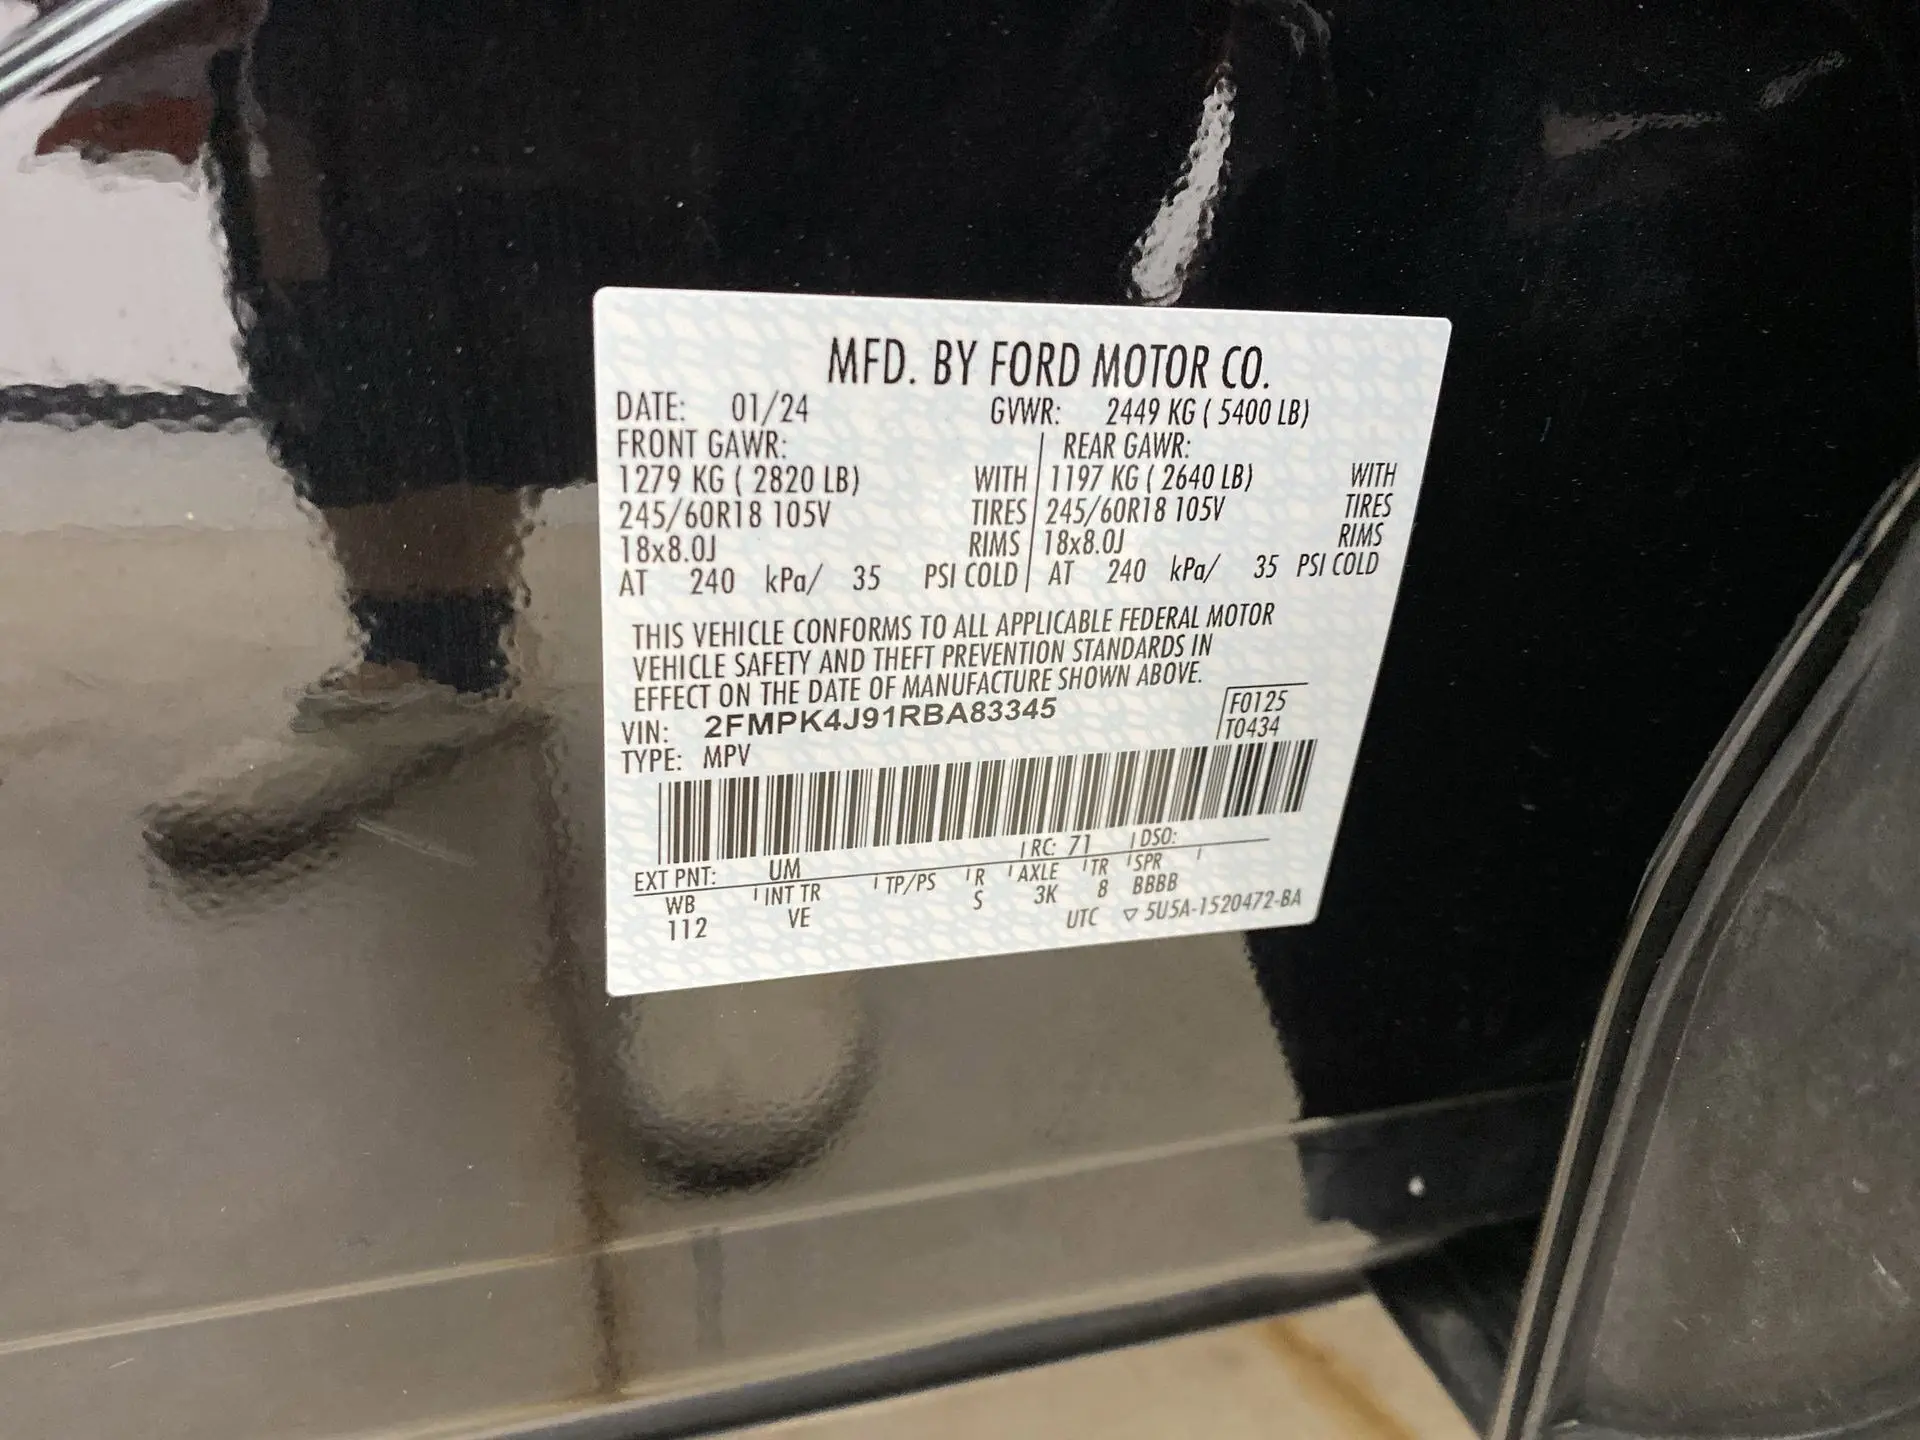 MFD. BY FORD MOTOR CO.
DATE: 01/24 GVWR: 2449 KG ( 5400 LB)
FRONT GAWR: REAR GAWR:
1279 KG ( 2820 LB) WITH 1197 KG ( 2640 LB) WITH
245/60R18 105V TIRES 245/60R18 105V TIRES
18x8.0J RIMS 18x8.0J RIMS
AT 240 kPa/ 35 PSI COLD AT 240 kPa/ 35 PSI COLD
THIS VEHICLE CONFORMS TO ALL APPLICABLE FEDERAL MOTOR
VEHICLE SAFETY AND THEFT PREVENTION STANDARDS IN
EFFECT ON THE DATE OF MANUFACTURE SHOWN ABOVE.
VIN: 2FMPK4J91RBA83345 F0125
TYPE: MPV T0434
EXT PNT: UM RC: 71 DSO:
WB INT TR TP/PS R AXLE TR SPR
112 VE S 3K 8 BBBB
UTC ▽ 5U5A-1520472-BA